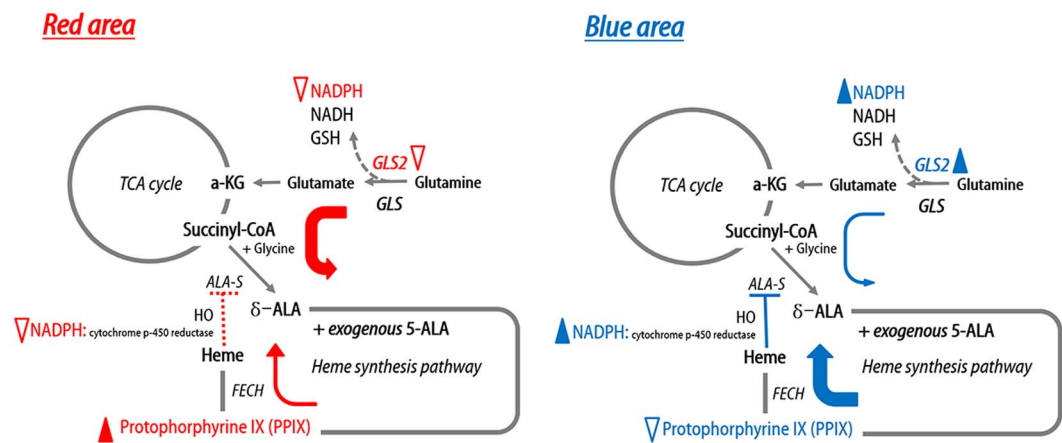 Red area
NADPH
NADH
GSH
GLS2
TCA cycle
a-KG
Glutamate
Glutamine
GLS
Succinyl-CoA
+ Glycine
ALA-S
δ–ALA
HO
NADPH: cytochrome p-450 reductase
+ exogenous 5-ALA
Heme
Heme synthesis pathway
FECH
Protophorphyrine IX (PPIX)
Blue area
NADPH
NADH
GSH
GLS2
TCA cycle
a-KG
Glutamate
Glutamine
GLS
Succinyl-CoA
+ Glycine
ALA-S
δ–ALA
HO
NADPH: cytochrome p-450 reductase
+ exogenous 5-ALA
Heme
Heme synthesis pathway
FECH
Protophorphyrine IX (PPIX)